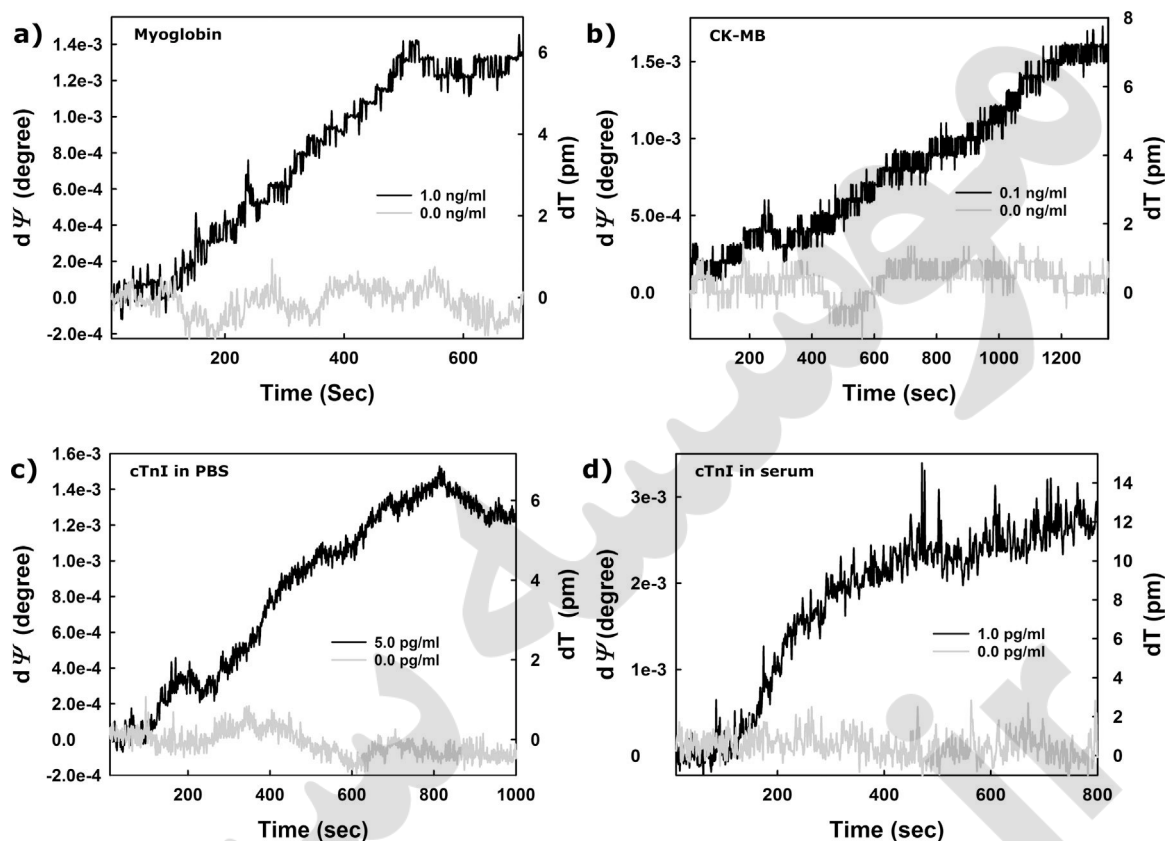 a)
Myoglobin
1.4e-3
1.2e-3
1.0e-3
8.0e-4
6.0e-4
4.0e-4
2.0e-4
0.0
-2.0e-4
dΨ (degree)
6
4
2
0
dT (pm)
1.0 ng/ml
0.0 ng/ml
200
400
600
Time (Sec)
b)
CK-MB
1.5e-3
1.0e-3
5.0e-4
0.0
dΨ (degree)
8
6
4
2
0
dT (pm)
0.1 ng/ml
0.0 ng/ml
200
400
600
800
1000
1200
Time (sec)
c)
cTnI in PBS
1.6e-3
1.4e-3
1.2e-3
1.0e-3
8.0e-4
6.0e-4
4.0e-4
2.0e-4
0.0
-2.0e-4
dΨ (degree)
6
4
2
0
dT (pm)
5.0 pg/ml
0.0 pg/ml
200
400
600
800
1000
Time (sec)
d)
cTnI in serum
3e-3
2e-3
1e-3
0
dΨ (degree)
14
12
10
8
6
4
2
0
dT (pm)
1.0 pg/ml
0.0 pg/ml
200
400
600
800
Time (sec)